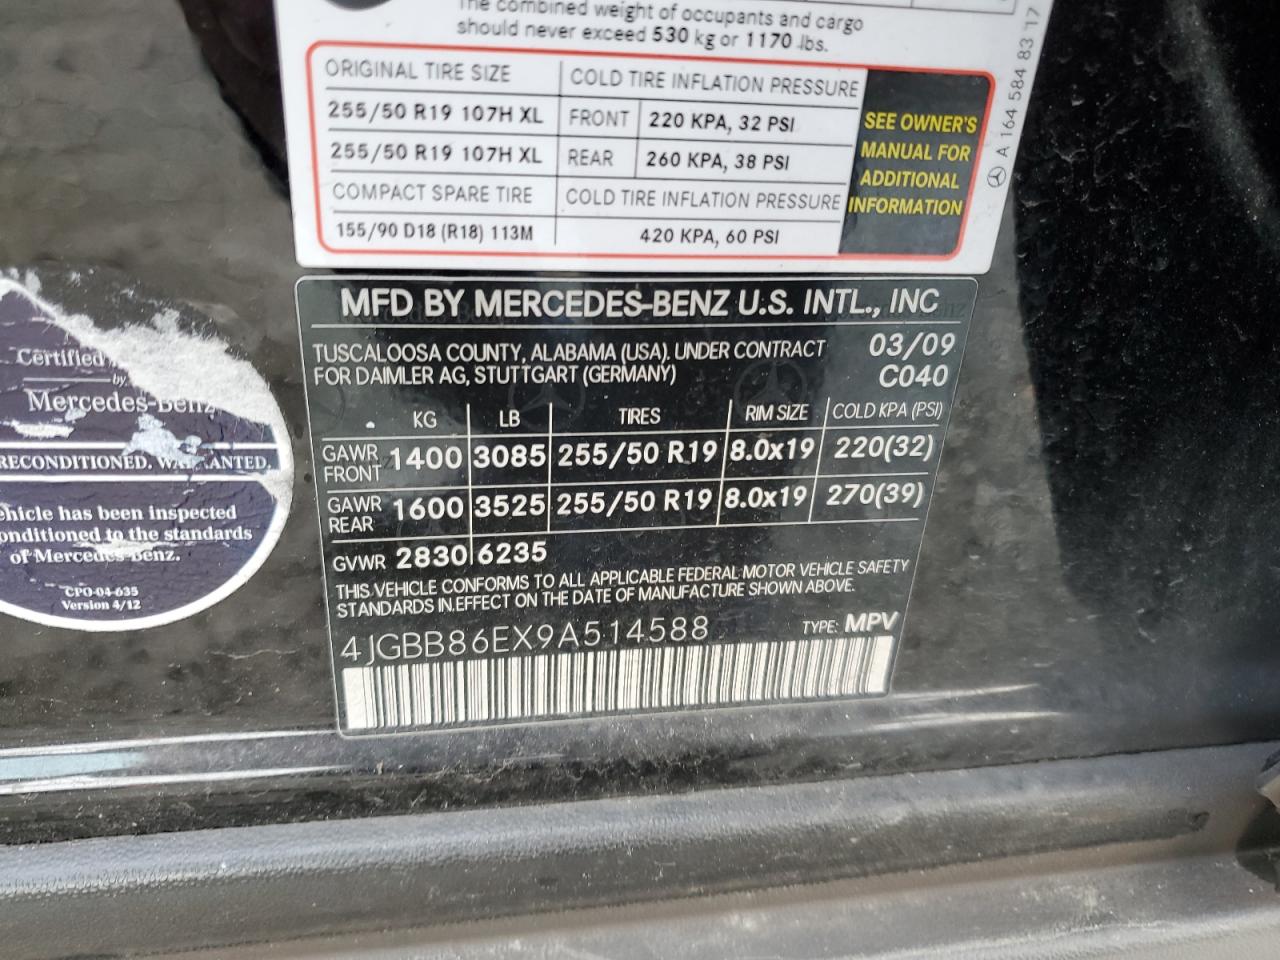 The combined weight of occupants and cargo
should never exceed 530 kg or 1170 lbs.
ORIGINAL TIRE SIZE COLD TIRE INFLATION PRESSURE
255/50 R19 107H XL FRONT 220 KPA, 32 PSI
255/50 R19 107H XL REAR 260 KPA, 38 PSI
COMPACT SPARE TIRE COLD TIRE INFLATION PRESSURE
155/90 D18 (R18) 113M 420 KPA, 60 PSI
SEE OWNER'S
MANUAL FOR
ADDITIONAL
INFORMATION
A 164 584 83 17
MFD BY MERCEDES-BENZ U.S. INTL., INC
TUSCALOOSA COUNTY, ALABAMA (USA). UNDER CONTRACT 03/09
FOR DAIMLER AG, STUTTGART (GERMANY) C040
KG LB TIRES RIM SIZE COLD KPA (PSI)
GAWR FRONT 1400 3085 255/50 R19 8.0x19 220(32)
GAWR REAR 1600 3525 255/50 R19 8.0x19 270(39)
GVWR 2830 6235
THIS VEHICLE CONFORMS TO ALL APPLICABLE FEDERAL MOTOR VEHICLE SAFETY
STANDARDS IN EFFECT ON THE DATE OF MANUFACTURE SHOWN ABOVE.
4JGBB86EX9A514588 TYPE: MPV
Certified
by
Mercedes-Benz
RECONDITIONED. WARRANTED.
vehicle has been inspected
to the standards
of Mercedes-Benz.
CPO-04-635
Version 4/12